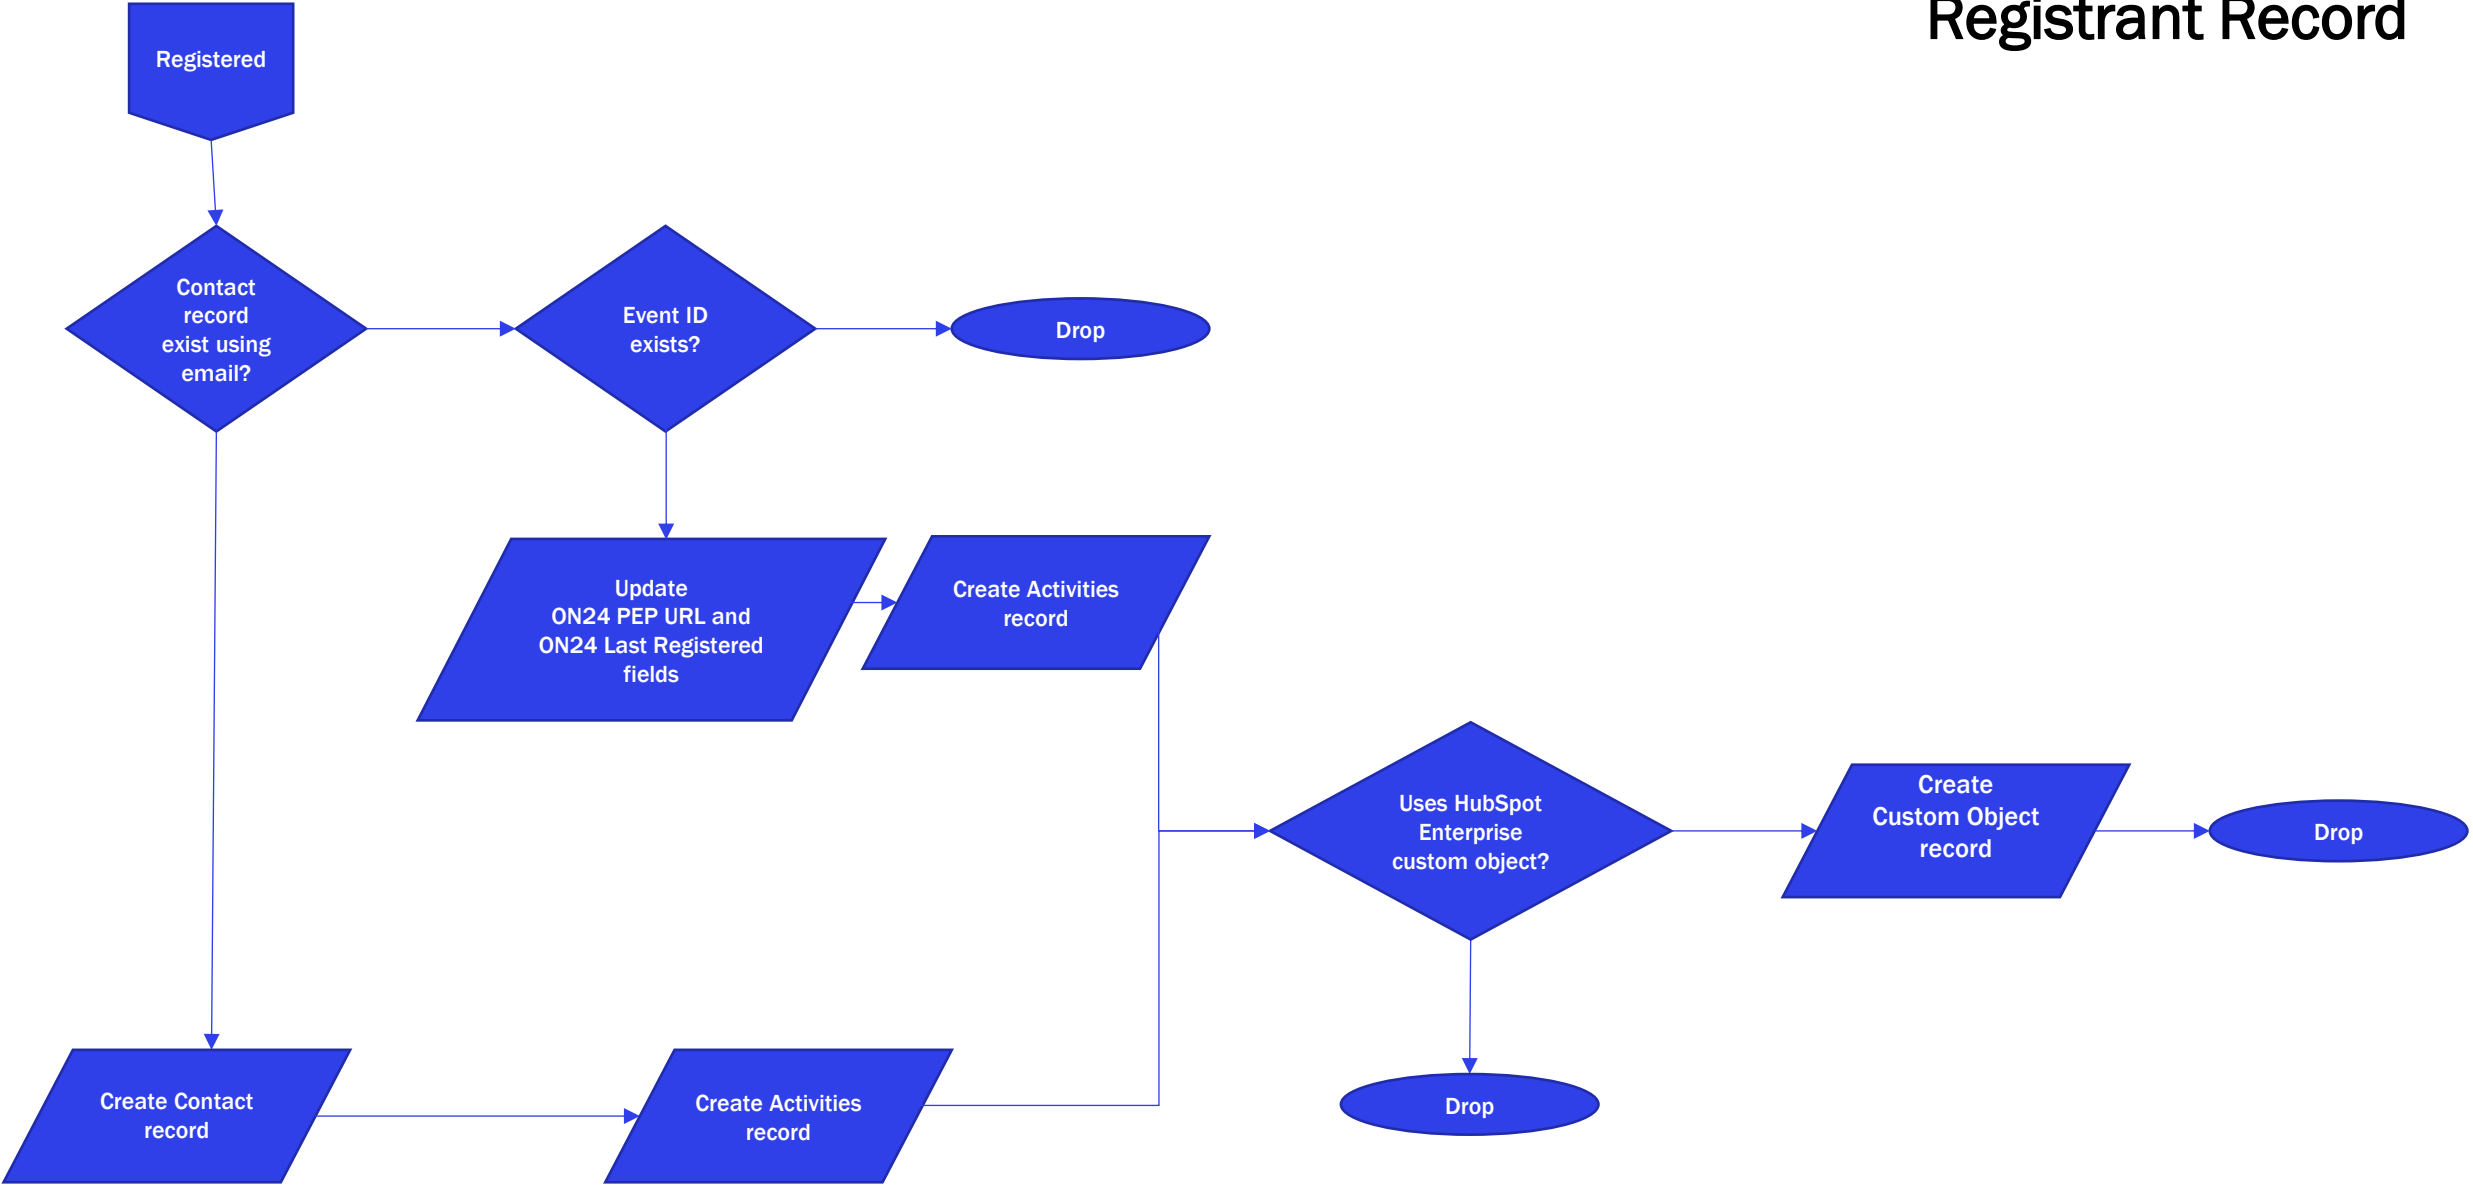 Registrant Record
Registered
Contact
record
exist using
email?
Event ID
exists?
Drop
Update
ON24 PEP URL and
ON24 Last Registered
fields
Create Activities
record
Uses HubSpot
Enterprise
custom object?
Create
Custom Object
record
Drop
Create Contact
record
Create Activities
record
Drop